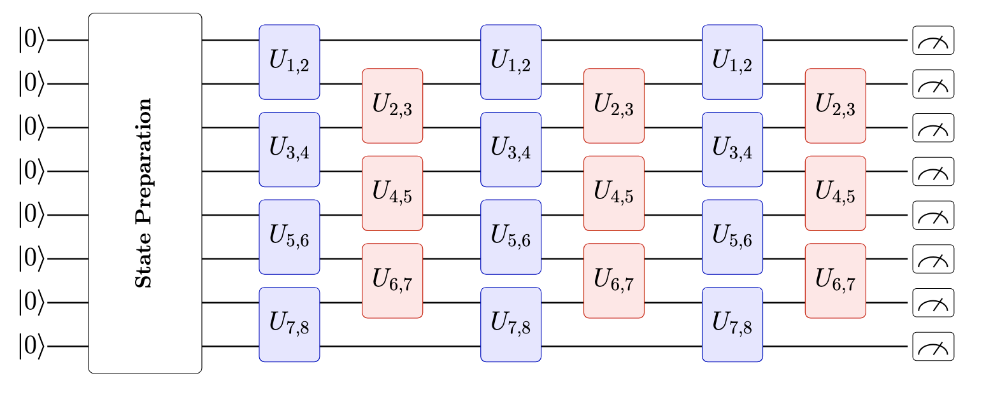 |0⟩
|0⟩
|0⟩
|0⟩
|0⟩
|0⟩
|0⟩
|0⟩
State Preparation
U1,2
U3,4
U5,6
U7,8
U2,3
U4,5
U6,7
U1,2
U3,4
U5,6
U7,8
U2,3
U4,5
U6,7
U1,2
U3,4
U5,6
U7,8
U2,3
U4,5
U6,7